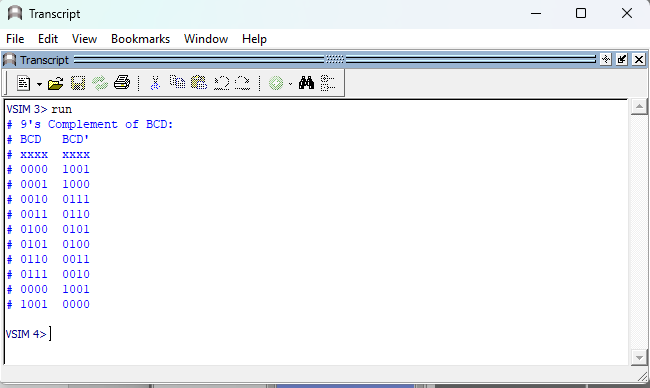 Transcript
File Edit View Bookmarks Window Help
Transcript
VSIM 3> run
# 9's Complement of BCD:
# BCD   BCD'
# xxxx  xxxx
# 0000  1001
# 0001  1000
# 0010  0111
# 0011  0110
# 0100  0101
# 0101  0100
# 0110  0011
# 0111  0010
# 0000  1001
# 1001  0000
VSIM 4>